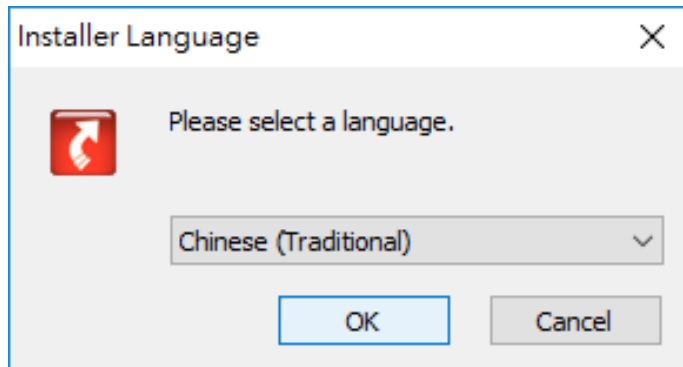 Installer Language
Please select a language.
Chinese (Traditional)
OK
Cancel